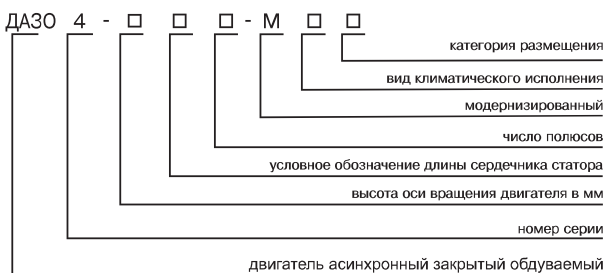 ДАЗО 4 - □ □ □ - М □ □
категория размещения
вид климатического исполнения
модернизированный
число полюсов
условное обозначение длины сердечника статора
высота оси вращения двигателя в мм
номер серии
двигатель асинхронный закрытый обдуваемый